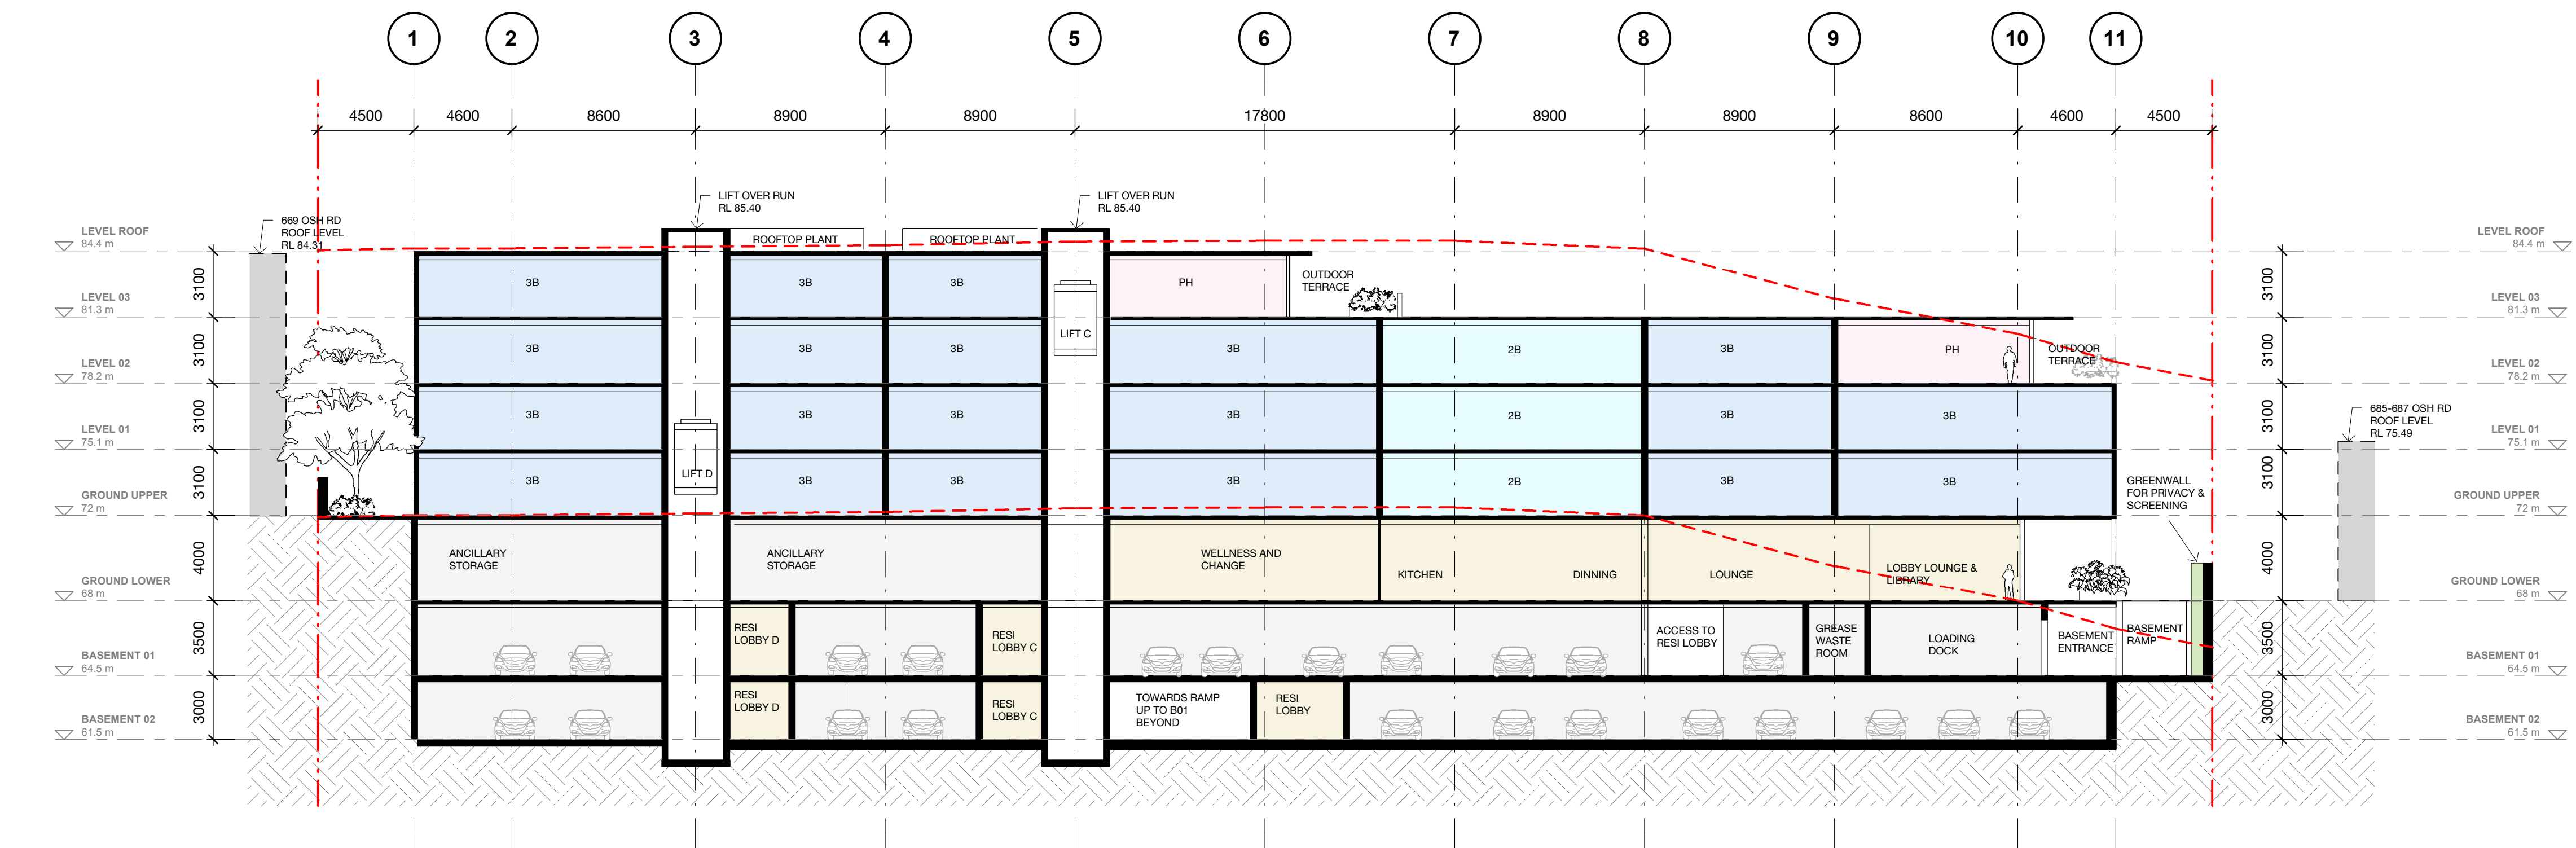 1 2 3 4 5 6 7 8 9 10 11
4500 4600 8600 8900 8900 17800 8900 8900 8600 4600 4500
LIFT OVER RUN
RL 85.40
LIFT OVER RUN
RL 85.40
669 OSH RD
ROOF LEVEL
RL 84.31
LEVEL ROOF
84.4 m
LEVEL 03
81.3 m
LEVEL 02
78.2 m
LEVEL 01
75.1 m
GROUND UPPER
72 m
GROUND LOWER
68 m
BASEMENT 01
64.5 m
BASEMENT 02
61.5 m
3100
3100
3100
3100
4000
3500
3000
ROOFTOP PLANT
ROOFTOP PLANT
3B 3B 3B PH
OUTDOOR
TERRACE
LIFT C
3B 3B 3B 3B 2B 3B PH
OUTDOOR
TERRACE
3B 3B 3B 3B 2B 3B 3B
LIFT D
3B 3B 3B 3B 2B 3B 3B
ANCILLARY
STORAGE
ANCILLARY
STORAGE
WELLNESS AND
CHANGE
KITCHEN
DINNING
LOUNGE
LOBBY LOUNGE &
LIBRARY
RESI
LOBBY D
RESI
LOBBY C
ACCESS TO
RESI LOBBY
GREASE
WASTE
ROOM
LOADING
DOCK
BASEMENT
ENTRANCE
BASEMENT
RAMP
RESI
LOBBY D
RESI
LOBBY C
TOWARDS RAMP
UP TO B01
BEYOND
RESI
LOBBY
GREENWALL
FOR PRIVACY &
SCREENING
3100
3100
3100
3100
4000
3500
3000
685-687 OSH RD
ROOF LEVEL
RL 75.49
LEVEL ROOF
84.4 m
LEVEL 03
81.3 m
LEVEL 02
78.2 m
LEVEL 01
75.1 m
GROUND UPPER
72 m
GROUND LOWER
68 m
BASEMENT 01
64.5 m
BASEMENT 02
61.5 m